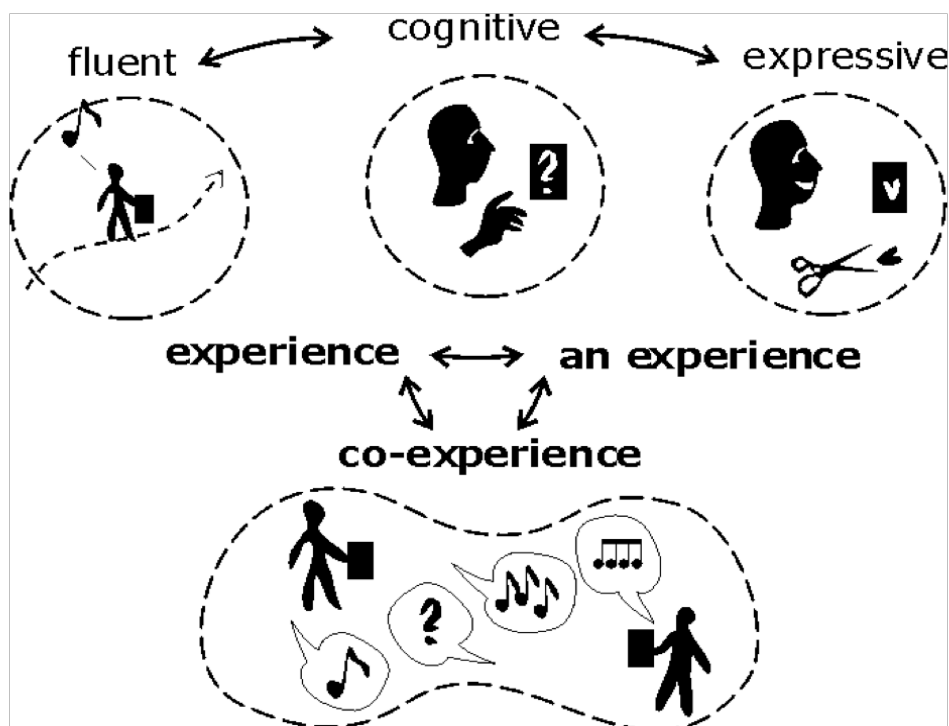 cognitive
fluent
expressive
?
experience
an experience
co-experience
?